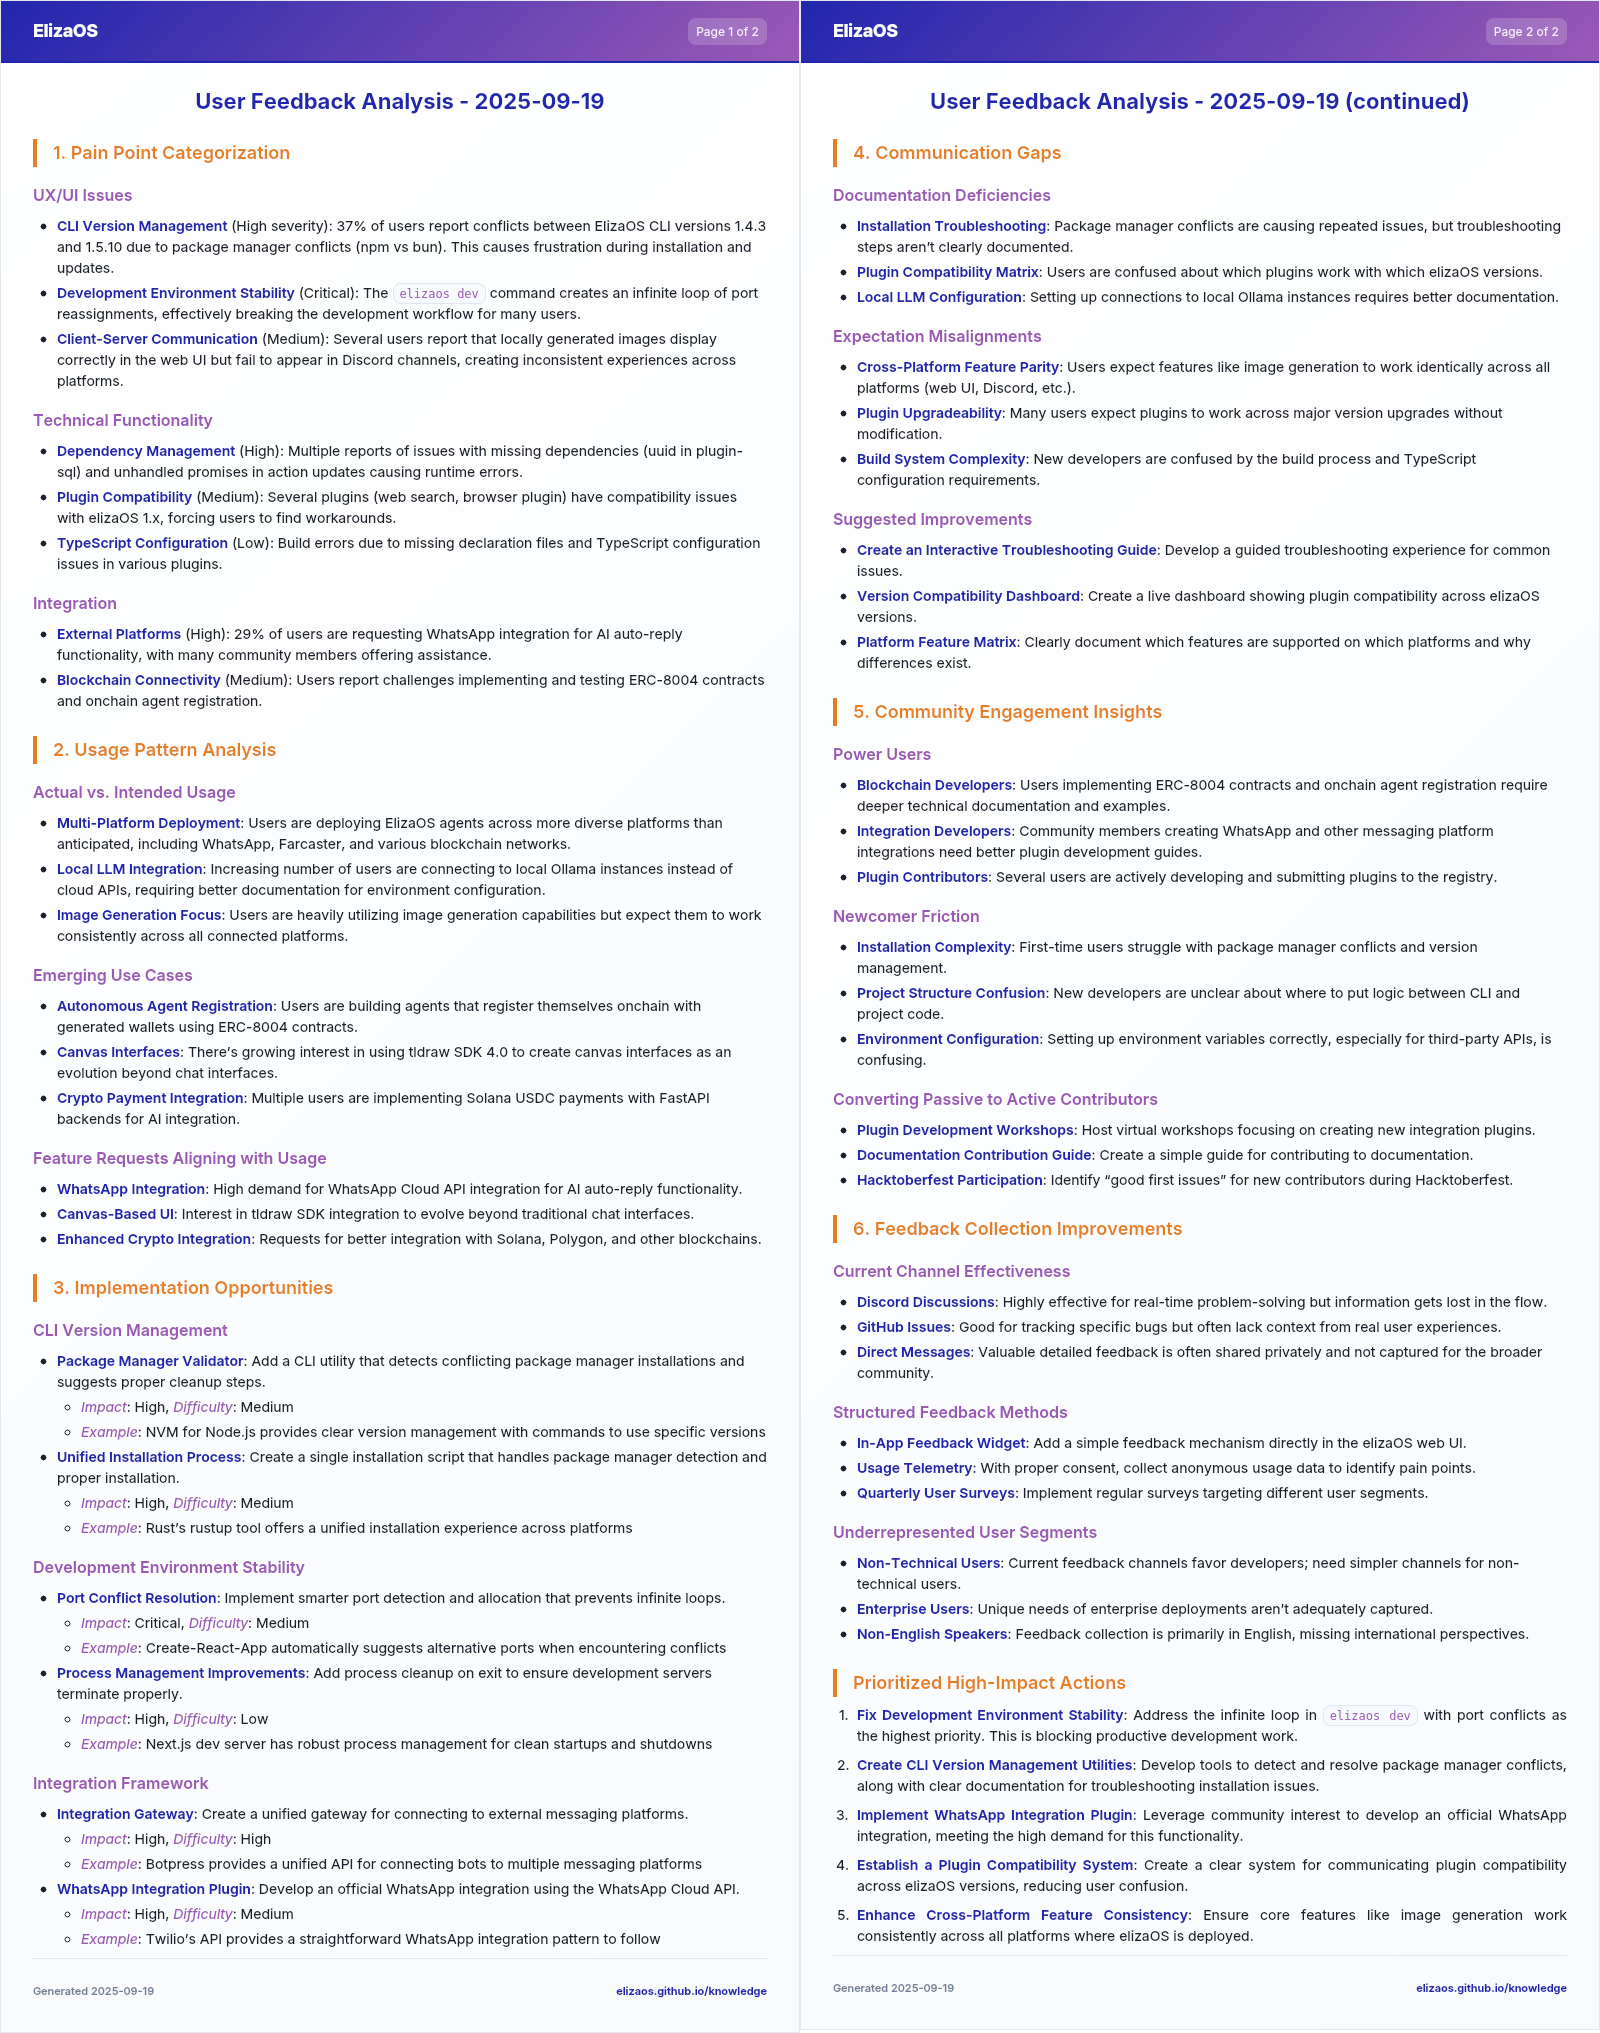 ElizaOS
Page 1 of 2
User Feedback Analysis - 2025-09-19
1. Pain Point Categorization
UX/UI Issues
• CLI Version Management (High severity): 37% of users report conflicts between ElizaOS CLI versions 1.4.3
and 1.5.10 due to package manager conflicts (npm vs bun). This causes frustration during installation and
updates.
• Development Environment Stability (Critical): The elizaos dev command creates an infinite loop of port
reassignments, effectively breaking the development workflow for many users.
• Client-Server Communication (Medium): Several users report that locally generated images display
correctly in the web UI but fail to appear in Discord channels, creating inconsistent experiences across
platforms.
Technical Functionality
• Dependency Management (High): Multiple reports of issues with missing dependencies (uuid in plugin-
sql) and unhandled promises in action updates causing runtime errors.
• Plugin Compatibility (Medium): Several plugins (web search, browser plugin) have compatibility issues
with elizaOS 1.x, forcing users to find workarounds.
• TypeScript Configuration (Low): Build errors due to missing declaration files and TypeScript configuration
issues in various plugins.
Integration
• External Platforms (High): 29% of users are requesting WhatsApp integration for AI auto-reply
functionality, with many community members offering assistance.
• Blockchain Connectivity (Medium): Users report challenges implementing and testing ERC-8004 contracts
and onchain agent registration.
2. Usage Pattern Analysis
Actual vs. Intended Usage
• Multi-Platform Deployment: Users are deploying ElizaOS agents across more diverse platforms than
anticipated, including WhatsApp, Farcaster, and various blockchain networks.
• Local LLM Integration: Increasing number of users are connecting to local Ollama instances instead of
cloud APIs, requiring better documentation for environment configuration.
• Image Generation Focus: Users are heavily utilizing image generation capabilities but expect them to work
consistently across all connected platforms.
Emerging Use Cases
• Autonomous Agent Registration: Users are building agents that register themselves onchain with
generated wallets using ERC-8004 contracts.
• Canvas Interfaces: There's growing interest in using tldraw SDK 4.0 to create canvas interfaces as an
evolution beyond chat interfaces.
• Crypto Payment Integration: Multiple users are implementing Solana USDC payments with FastAPI
backends for AI integration.
Feature Requests Aligning with Usage
• WhatsApp Integration: High demand for WhatsApp Cloud API integration for AI auto-reply functionality.
• Canvas-Based UI: Interest in tldraw SDK integration to evolve beyond traditional chat interfaces.
• Enhanced Crypto Integration: Requests for better integration with Solana, Polygon, and other blockchains.
3. Implementation Opportunities
CLI Version Management
• Package Manager Validator: Add a CLI utility that detects conflicting package manager installations and
suggests proper cleanup steps.
◦ Impact: High, Difficulty: Medium
◦ Example: NVM for Node.js provides clear version management with commands to use specific versions
• Unified Installation Process: Create a single installation script that handles package manager detection and
proper installation.
◦ Impact: High, Difficulty: Medium
◦ Example: Rust's rustup tool offers a unified installation experience across platforms
Development Environment Stability
• Port Conflict Resolution: Implement smarter port detection and allocation that prevents infinite loops.
◦ Impact: Critical, Difficulty: Medium
◦ Example: Create-React-App automatically suggests alternative ports when encountering conflicts
• Process Management Improvements: Add process cleanup on exit to ensure development servers
terminate properly.
◦ Impact: High, Difficulty: Low
◦ Example: Next.js dev server has robust process management for clean startups and shutdowns
Integration Framework
• Integration Gateway: Create a unified gateway for connecting to external messaging platforms.
◦ Impact: High, Difficulty: High
◦ Example: Botpress provides a unified API for connecting bots to multiple messaging platforms
• WhatsApp Integration Plugin: Develop an official WhatsApp integration using the WhatsApp Cloud API.
◦ Impact: High, Difficulty: Medium
◦ Example: Twilio's API provides a straightforward WhatsApp integration pattern to follow
Generated 2025-09-19
elizaos.github.io/knowledge
ElizaOS
Page 2 of 2
User Feedback Analysis - 2025-09-19 (continued)
4. Communication Gaps
Documentation Deficiencies
• Installation Troubleshooting: Package manager conflicts are causing repeated issues, but troubleshooting
steps aren't clearly documented.
• Plugin Compatibility Matrix: Users are confused about which plugins work with which elizaOS versions.
• Local LLM Configuration: Setting up connections to local Ollama instances requires better documentation.
Expectation Misalignments
• Cross-Platform Feature Parity: Users expect features like image generation to work identically across all
platforms (web UI, Discord, etc.).
• Plugin Upgradeability: Many users expect plugins to work across major version upgrades without
modification.
• Build System Complexity: New developers are confused by the build process and TypeScript
configuration requirements.
Suggested Improvements
• Create an Interactive Troubleshooting Guide: Develop a guided troubleshooting experience for common
issues.
• Version Compatibility Dashboard: Create a live dashboard showing plugin compatibility across elizaOS
versions.
• Platform Feature Matrix: Clearly document which features are supported on which platforms and why
differences exist.
5. Community Engagement Insights
Power Users
• Blockchain Developers: Users implementing ERC-8004 contracts and onchain agent registration require
deeper technical documentation and examples.
• Integration Developers: Community members creating WhatsApp and other messaging platform
integrations need better plugin development guides.
• Plugin Contributors: Several users are actively developing and submitting plugins to the registry.
Newcomer Friction
• Installation Complexity: First-time users struggle with package manager conflicts and version
management.
• Project Structure Confusion: New developers are unclear about where to put logic between CLI and
project code.
• Environment Configuration: Setting up environment variables correctly, especially for third-party APIs, is
confusing.
Converting Passive to Active Contributors
• Plugin Development Workshops: Host virtual workshops focusing on creating new integration plugins.
• Documentation Contribution Guide: Create a simple guide for contributing to documentation.
• Hacktoberfest Participation: Identify “good first issues” for new contributors during Hacktoberfest.
6. Feedback Collection Improvements
Current Channel Effectiveness
• Discord Discussions: Highly effective for real-time problem-solving but information gets lost in the flow.
• GitHub Issues: Good for tracking specific bugs but often lack context from real user experiences.
• Direct Messages: Valuable detailed feedback is often shared privately and not captured for the broader
community.
Structured Feedback Methods
• In-App Feedback Widget: Add a simple feedback mechanism directly in the elizaOS web UI.
• Usage Telemetry: With proper consent, collect anonymous usage data to identify pain points.
• Quarterly User Surveys: Implement regular surveys targeting different user segments.
Underrepresented User Segments
• Non-Technical Users: Current feedback channels favor developers; need simpler channels for non-
technical users.
• Enterprise Users: Unique needs of enterprise deployments aren't adequately captured.
• Non-English Speakers: Feedback collection is primarily in English, missing international perspectives.
Prioritized High-Impact Actions
1. Fix Development Environment Stability: Address the infinite loop in elizaos dev with port conflicts as
the highest priority. This is blocking productive development work.
2. Create CLI Version Management Utilities: Develop tools to detect and resolve package manager conflicts,
along with clear documentation for troubleshooting installation issues.
3. Implement WhatsApp Integration Plugin: Leverage community interest to develop an official WhatsApp
integration, meeting the high demand for this functionality.
4. Establish a Plugin Compatibility System: Create a clear system for communicating plugin compatibility
across elizaOS versions, reducing user confusion.
5. Enhance Cross-Platform Feature Consistency: Ensure core features like image generation work
consistently across all platforms where elizaOS is deployed.
Generated 2025-09-19
elizaos.github.io/knowledge